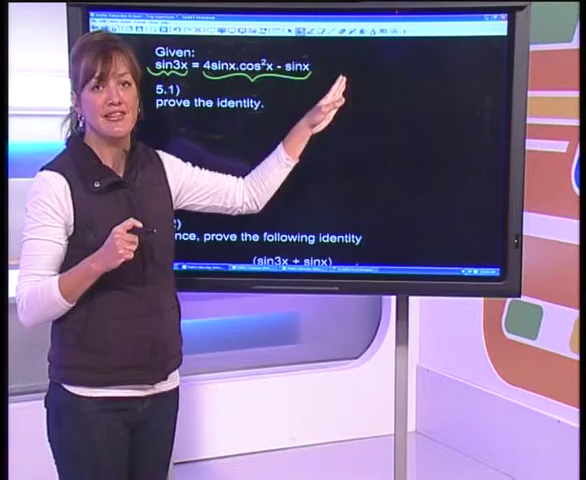 Given:
sin3x = 4sinx.cos²x - sinx
5.1)
prove the identity.
)
ence, prove the following identity
(sin3x + sinx)